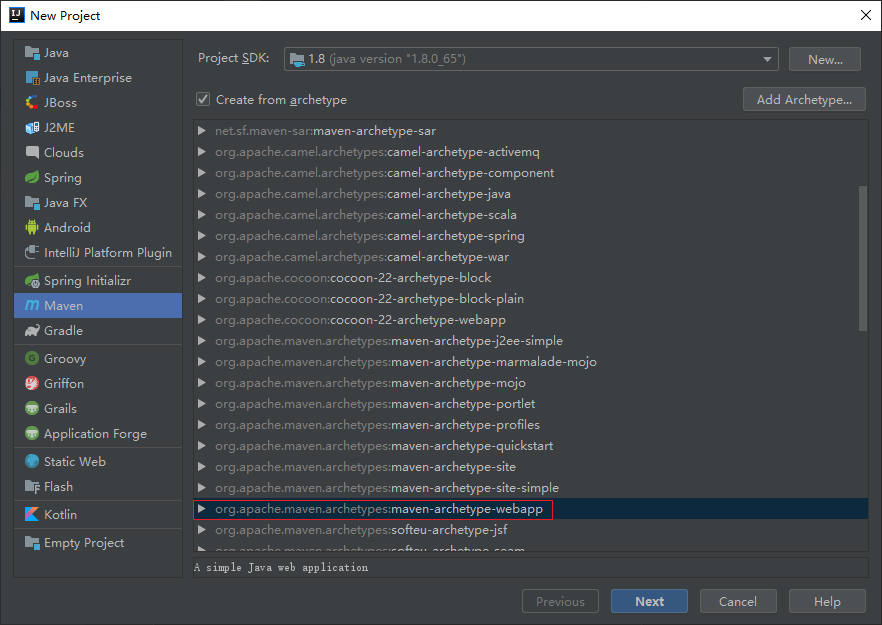 New Project
Java
Java Enterprise
JBoss
J2ME
Clouds
Spring
Java FX
Android
IntelliJ Platform Plugin
Spring Initializr
Maven
Gradle
Groovy
Griffon
Grails
Application Forge
Static Web
Flash
Kotlin
Empty Project
Project SDK: 1.8 (java version "1.8.0_65") New...
Create from archetype Add Archetype...
net.sf.maven-sar:maven-archetype-sar
org.apache.camel.archetypes:camel-archetype-activemq
org.apache.camel.archetypes:camel-archetype-component
org.apache.camel.archetypes:camel-archetype-java
org.apache.camel.archetypes:camel-archetype-scala
org.apache.camel.archetypes:camel-archetype-spring
org.apache.camel.archetypes:camel-archetype-war
org.apache.cocoon:cocoon-22-archetype-block
org.apache.cocoon:cocoon-22-archetype-block-plain
org.apache.cocoon:cocoon-22-archetype-webapp
org.apache.maven.archetypes:maven-archetype-j2ee-simple
org.apache.maven.archetypes:maven-archetype-marmalade-mojo
org.apache.maven.archetypes:maven-archetype-mojo
org.apache.maven.archetypes:maven-archetype-portlet
org.apache.maven.archetypes:maven-archetype-profiles
org.apache.maven.archetypes:maven-archetype-quickstart
org.apache.maven.archetypes:maven-archetype-site
org.apache.maven.archetypes:maven-archetype-site-simple
org.apache.maven.archetypes:maven-archetype-webapp
org.apache.maven.archetypes:softeu-archetype-jsf
org.apache.maven.archetypes:softeu-archetype-seam
A simple Java web application
Previous Next Cancel Help